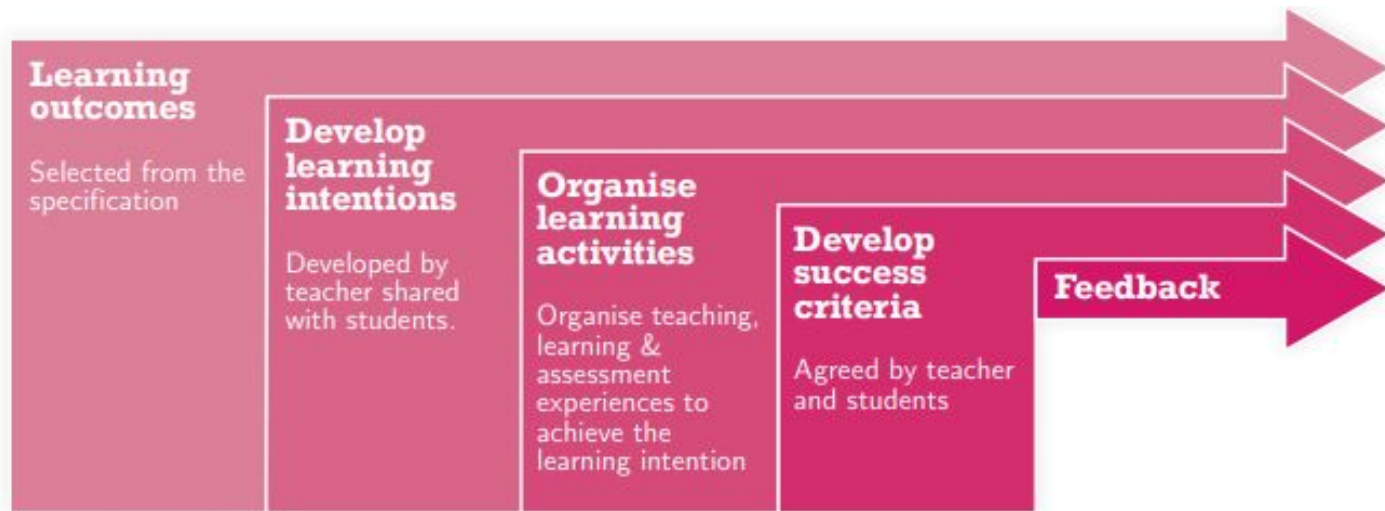 Learning
outcomes
Selected from the
specification
Develop
learning
intentions
Developed by
teacher shared
with students.
Organise
learning
activities
Organise teaching,
learning &
assessment
experiences to
achieve the
learning intention
Develop
success
criteria
Agreed by teacher
and students
Feedback